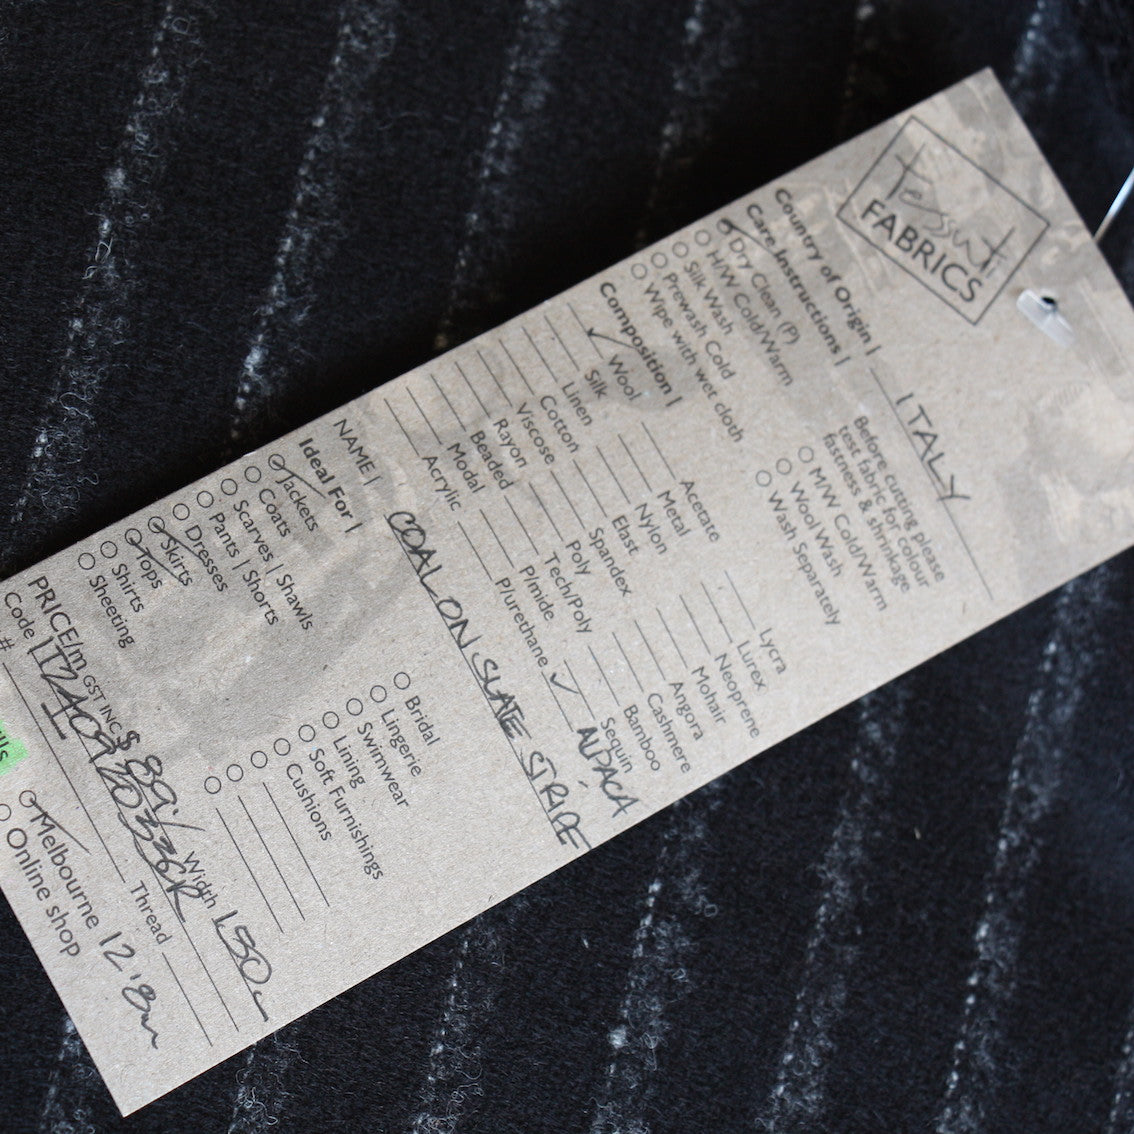 tessuti
FABRICS
Country of Origin | ITALY
Care Instructions |
Dry Clean (P)
H/W Cold/Warm
Silk Wash
Prewash Cold
Wipe with wet cloth
Before cutting please
test fabric for colour
fastness & shrinkage
M/W Cold/Warm
Wool Wash
Wash Separately
Composition |
✓ Wool
Silk
Linen
Cotton
Viscose
Rayon
Beaded
Modal
Acrylic
Acetate
Metal
Nylon
Elast
Spandex
Poly
Tech/Poly
P/mide
P/urethane
Lycra
Lurex
Neoprene
Mohair
Angora
Cashmere
Bamboo
Sequin
✓ ALPACA
NAME | COAL ON SLATE STRIPE
Ideal For |
Jackets
Coats
Scarves | Shawls
Pants | Shorts
Dresses
Skirts
Tops
Shirts
Sheeting
Bridal
Lingerie
Swimwear
Lining
Soft Furnishings
Cushions
PRICE/m GST INC $ 89/ Width 150
Code
Thread
#
Melbourne 12.8m
Online shop